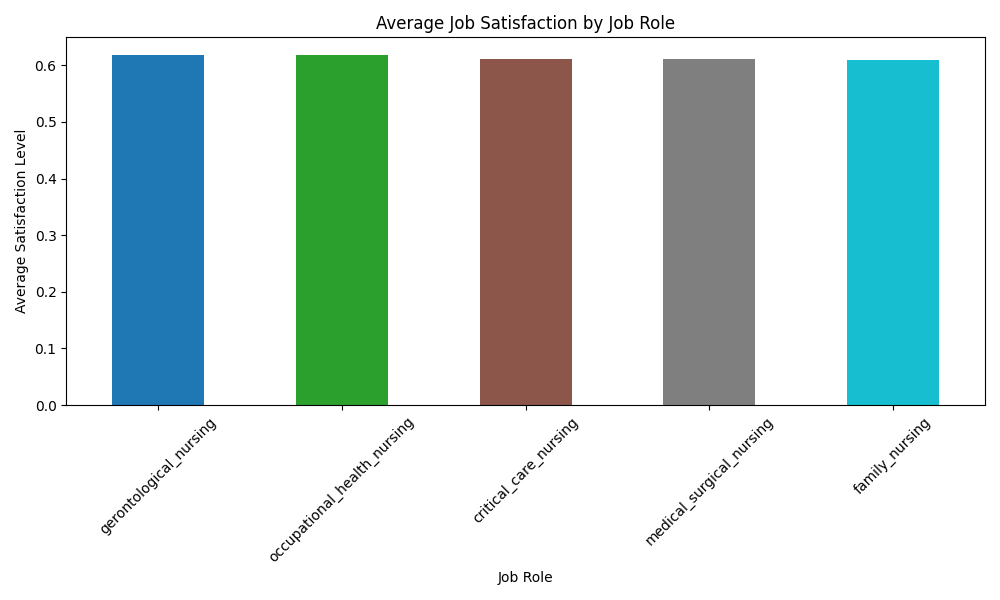 Average Job Satisfaction by Job Role
Average Satisfaction Level
0.6
0.5
0.4
0.3
0.2
0.1
0.0
gerontological_nursing
occupational_health_nursing
critical_care_nursing
medical_surgical_nursing
family_nursing
Job Role